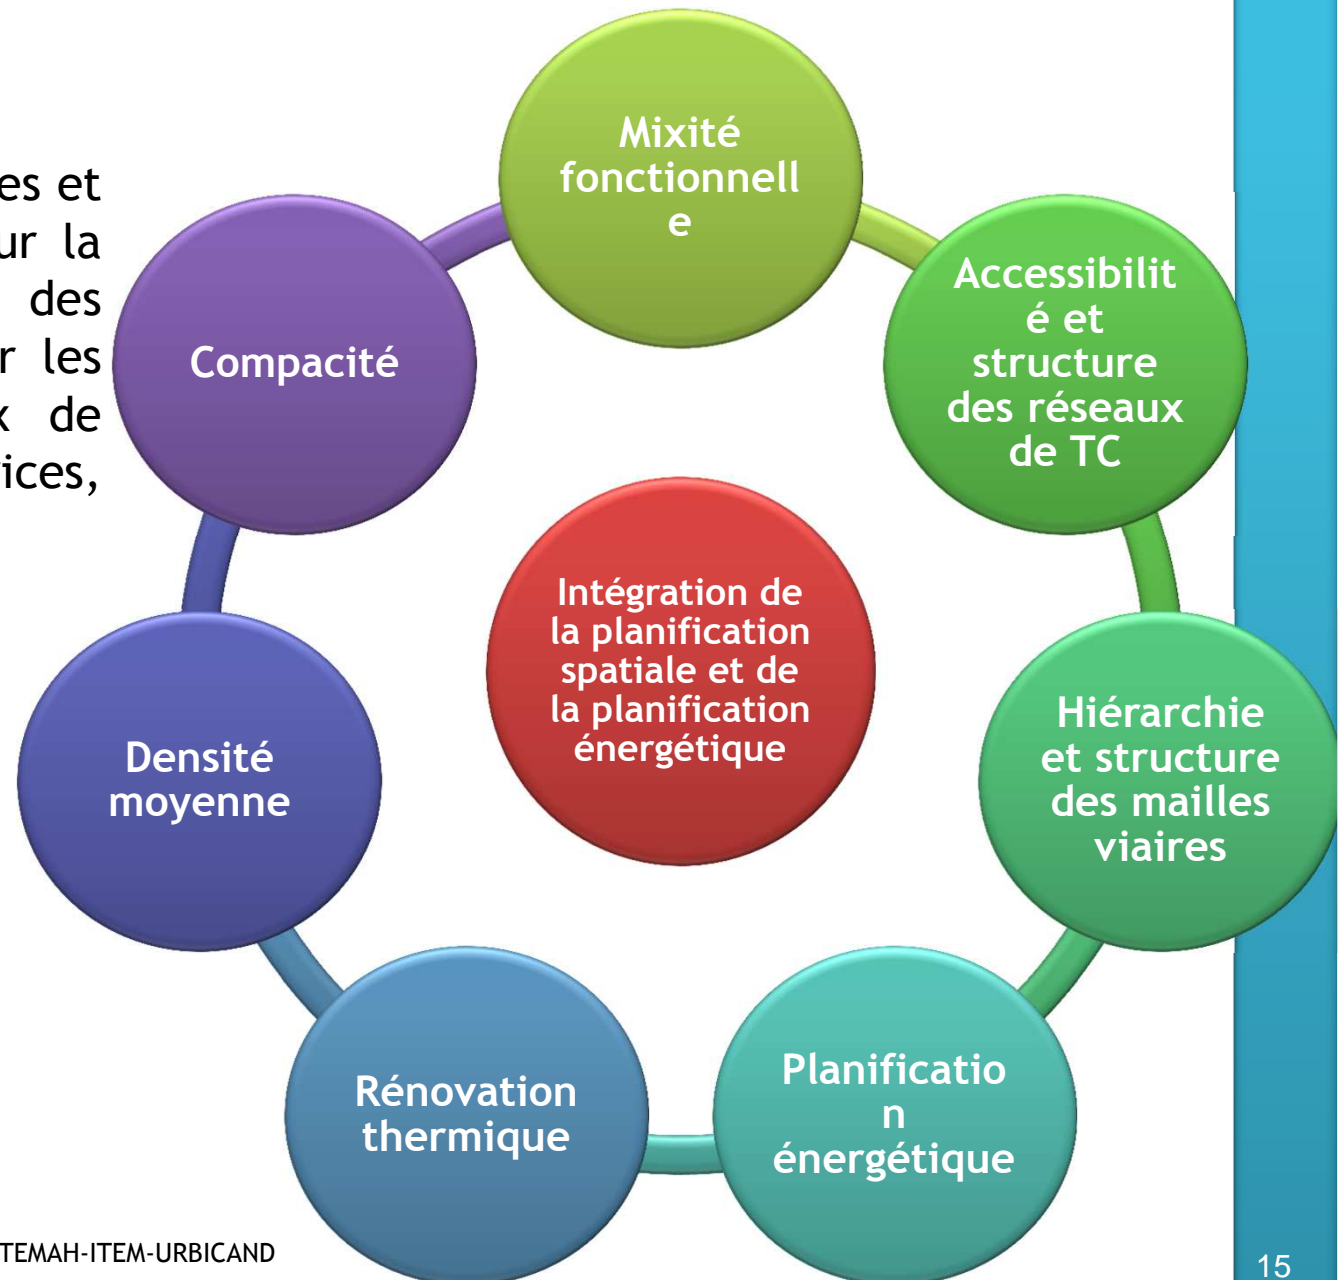 es et
ur la
des
r les
x de
ices,
Mixité
fonctionnell
e
Accessibilit
é et
structure
des réseaux
de TC
Hiérarchie
et structure
des mailles
viaires
Planificatio
n
énergétique
Rénovation
thermique
Densité
moyenne
Compacité
Intégration de
la planification
spatiale et de
la planification
énergétique
TEMAH-ITEM-URBICAND
15